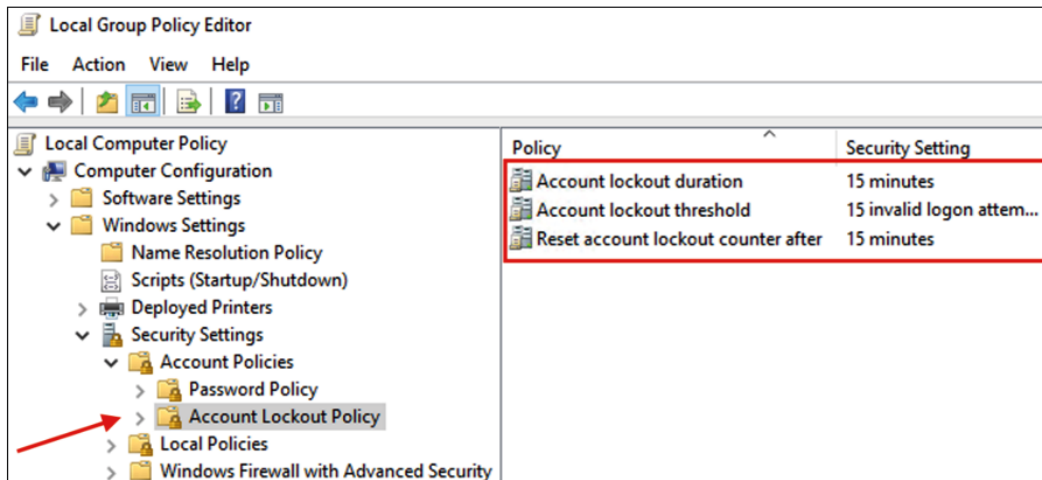 Local Group Policy Editor
File Action View Help
Local Computer Policy
Computer Configuration
Software Settings
Windows Settings
Name Resolution Policy
Scripts (Startup/Shutdown)
Deployed Printers
Security Settings
Account Policies
Password Policy
Account Lockout Policy
Local Policies
Windows Firewall with Advanced Security
Policy Security Setting
Account lockout duration 15 minutes
Account lockout threshold 15 invalid logon attem...
Reset account lockout counter after 15 minutes